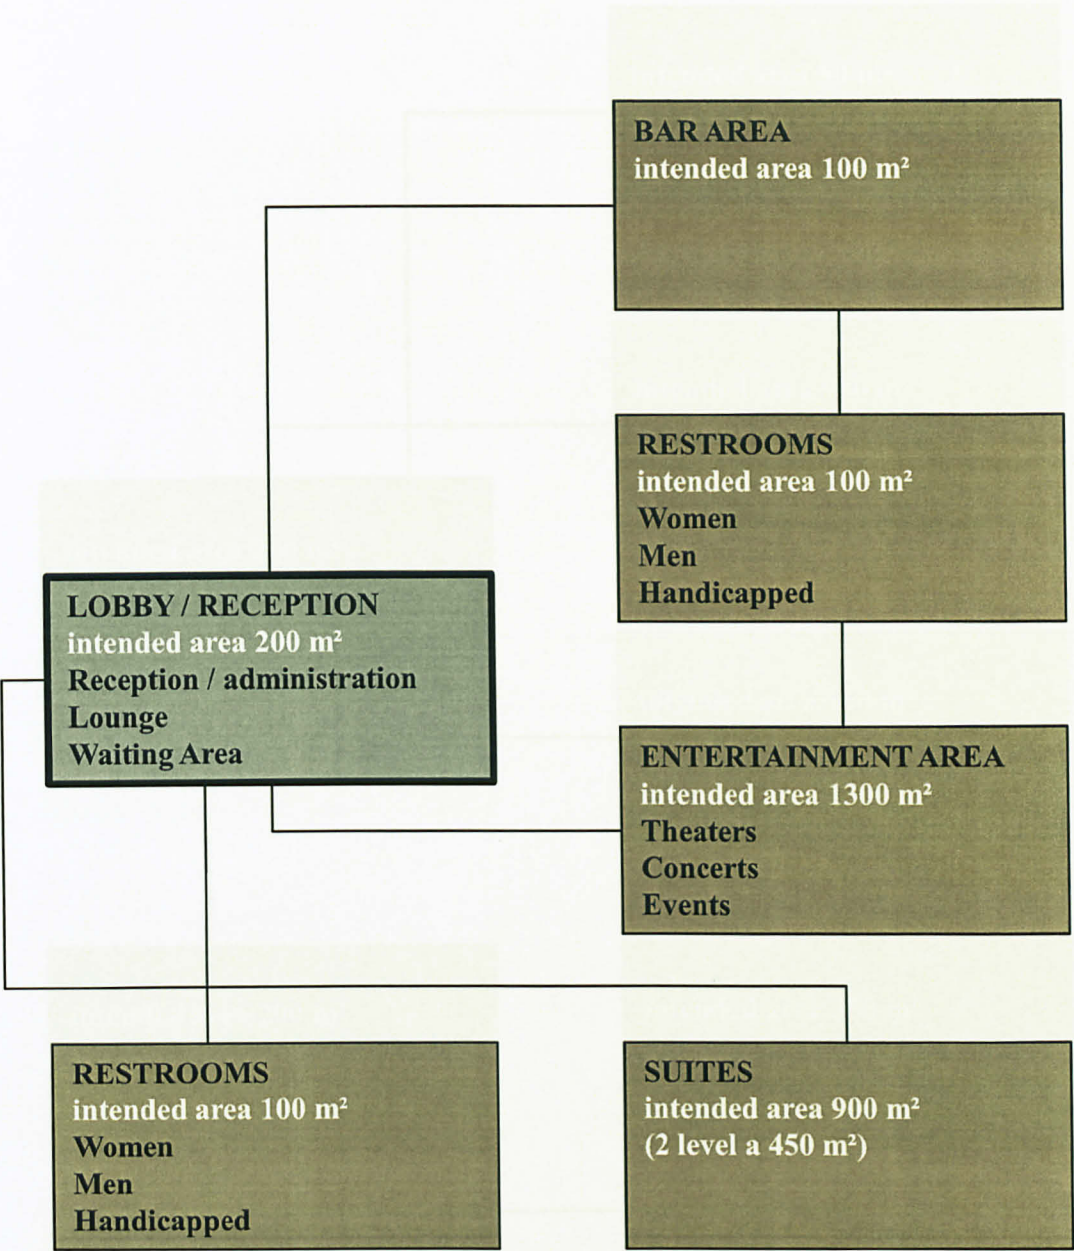 BAR AREA
intended area 100 m²
RESTROOMS
intended area 100 m²
Women
Men
Handicapped
LOBBY / RECEPTION
intended area 200 m²
Reception / administration
Lounge
Waiting Area
ENTERTAINMENT AREA
intended area 1300 m²
Theaters
Concerts
Events
RESTROOMS
intended area 100 m²
Women
Men
Handicapped
SUITES
intended area 900 m²
(2 level a 450 m²)